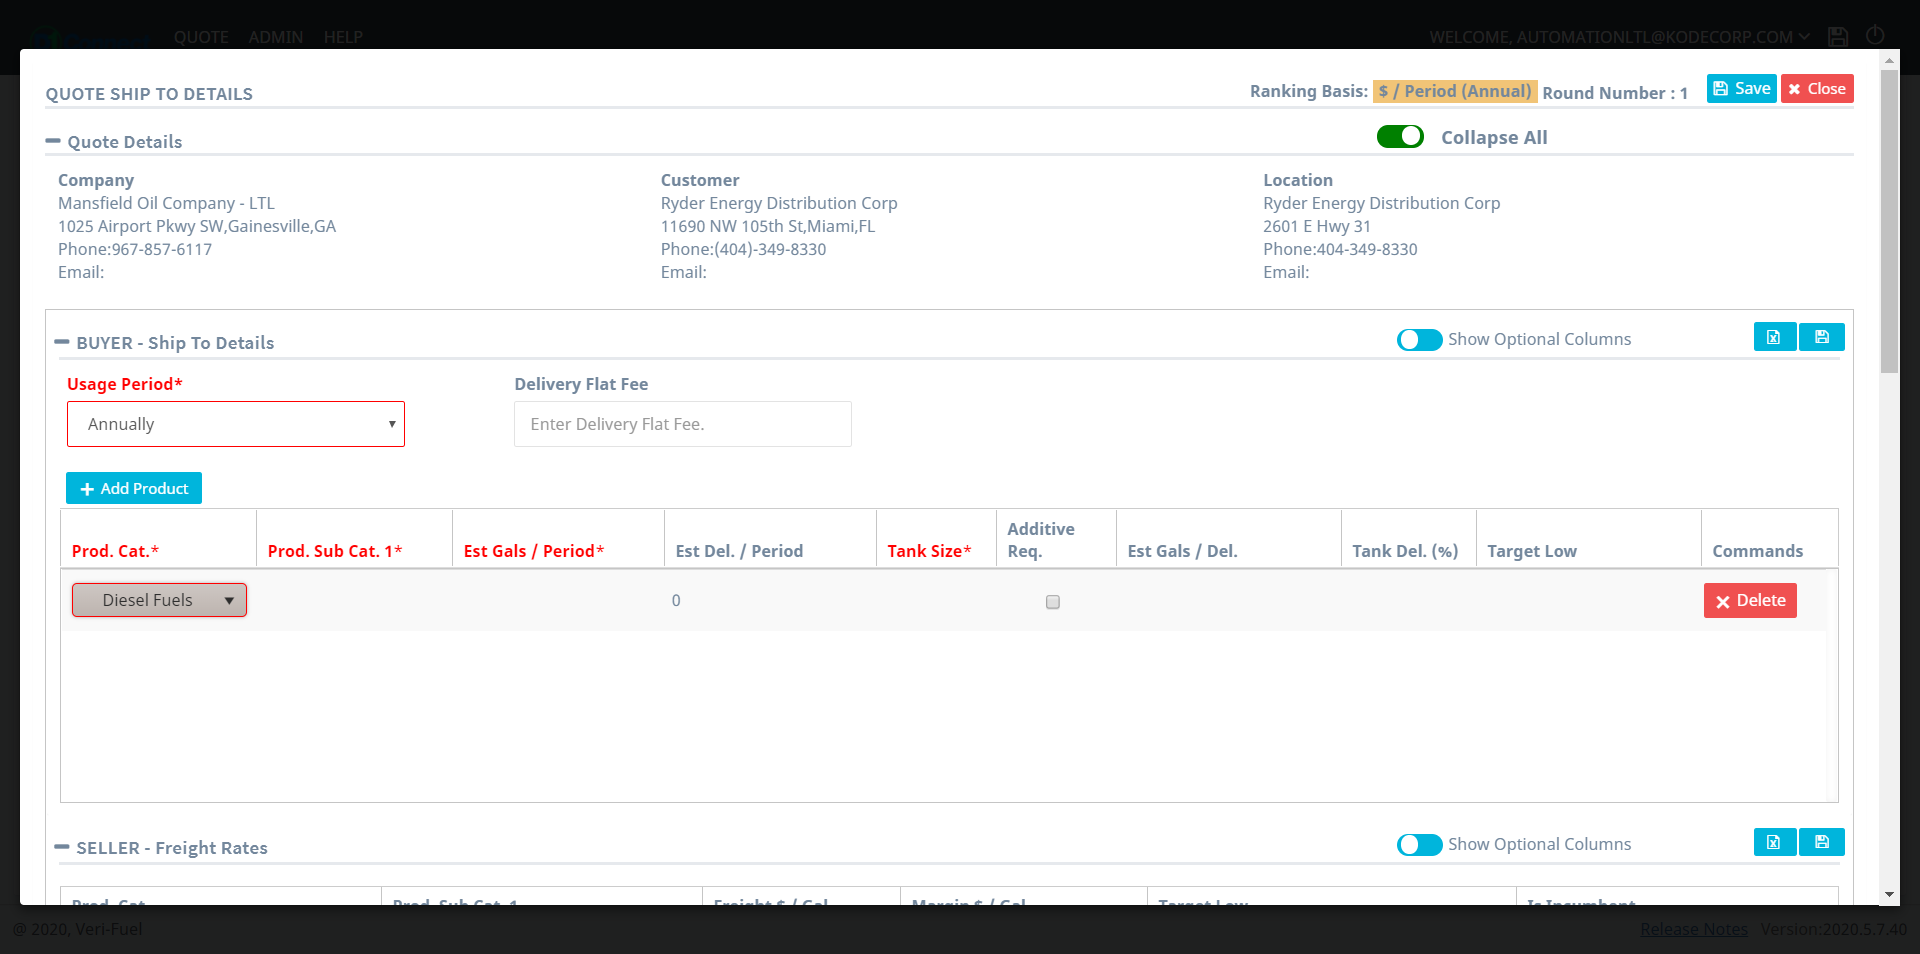 QUOTE ADMIN HELP
WELCOME, AUTOMATIONLTL@KODECORP.COM
QUOTE SHIP TO DETAILS
Ranking Basis: $ / Period (Annual) Round Number : 1
Save
Close
Quote Details
Collapse All
Company
Mansfield Oil Company - LTL
1025 Airport Pkwy SW,Gainesville,GA
Phone:967-857-6117
Email:
Customer
Ryder Energy Distribution Corp
11690 NW 105th St,Miami,FL
Phone:(404)-349-8330
Email:
Location
Ryder Energy Distribution Corp
2601 E Hwy 31
Phone:404-349-8330
Email:
BUYER - Ship To Details
Show Optional Columns
Usage Period*
Annually
Delivery Flat Fee
Enter Delivery Flat Fee.
Add Product
Prod. Cat.*
Prod. Sub Cat. 1*
Est Gals / Period*
Est Del. / Period
Tank Size*
Additive
Req.
Est Gals / Del.
Tank Del. (%)
Target Low
Commands
Diesel Fuels
0
Delete
SELLER - Freight Rates
Show Optional Columns
Prod. Cat.
Prod. Sub Cat. 1
Freight $ / Gal
Margin $ / Gal
Target Low
Is Incumbent
@ 2020, Veri-Fuel
Release Notes Version:2020.5.7.40